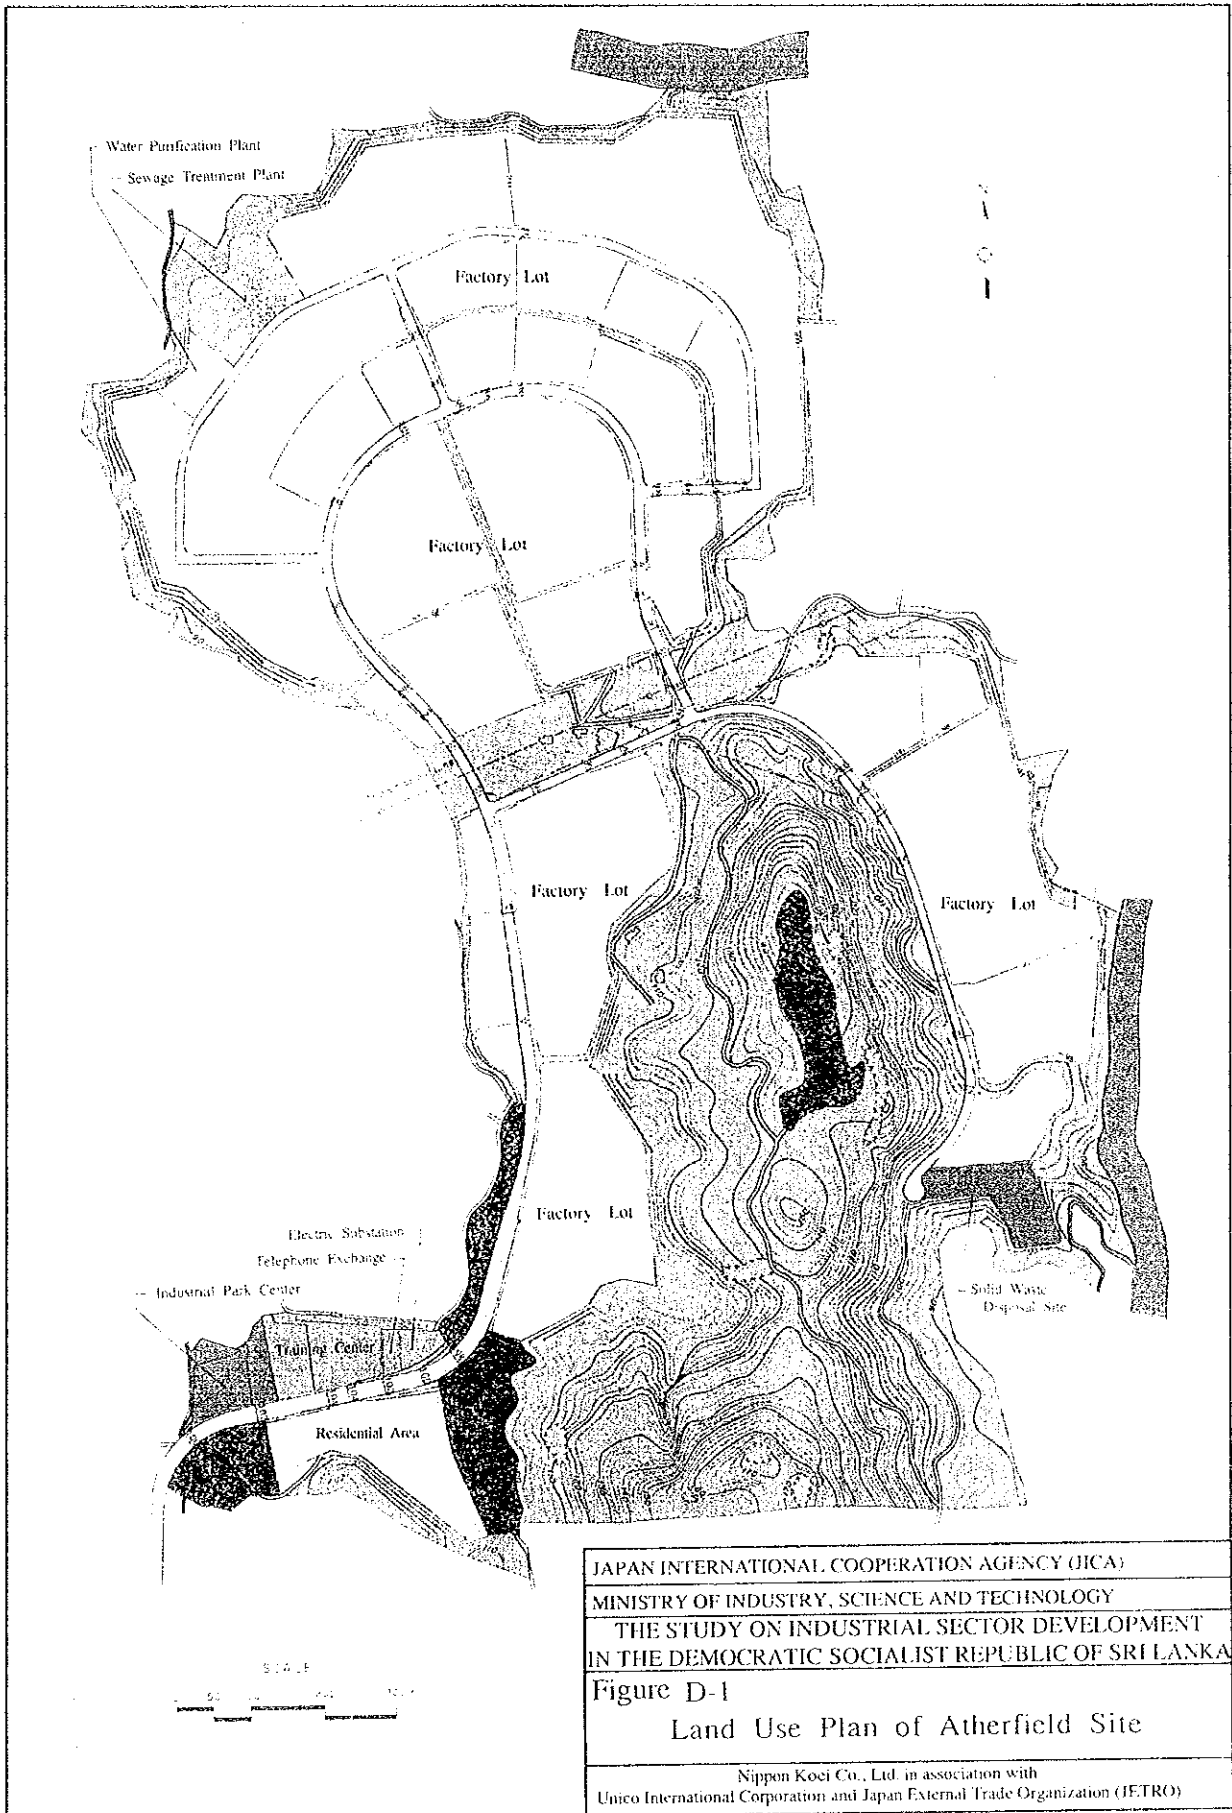 Water Purification Plant
Sewage Trentment Plant
Factory Lot
Factory Lot
Factory Lot
Factory Lot
Factory Lot
Electric Substation
Telephone Exchange
Industrial Park Center
Training Center
Residential Area
Solid Waste
Disposal Site
SCALE
JAPAN INTERNATIONAL COOPERATION AGENCY (JICA)
MINISTRY OF INDUSTRY, SCIENCE AND TECHNOLOGY
THE STUDY ON INDUSTRIAL SECTOR DEVELOPMENT
IN THE DEMOCRATIC SOCIALIST REPUBLIC OF SRI LANKA
Figure D-1
Land Use Plan of Atherfield Site
Nippon Koei Co., Ltd. in association with
Unico International Corporation and Japan External Trade Organization (JETRO)